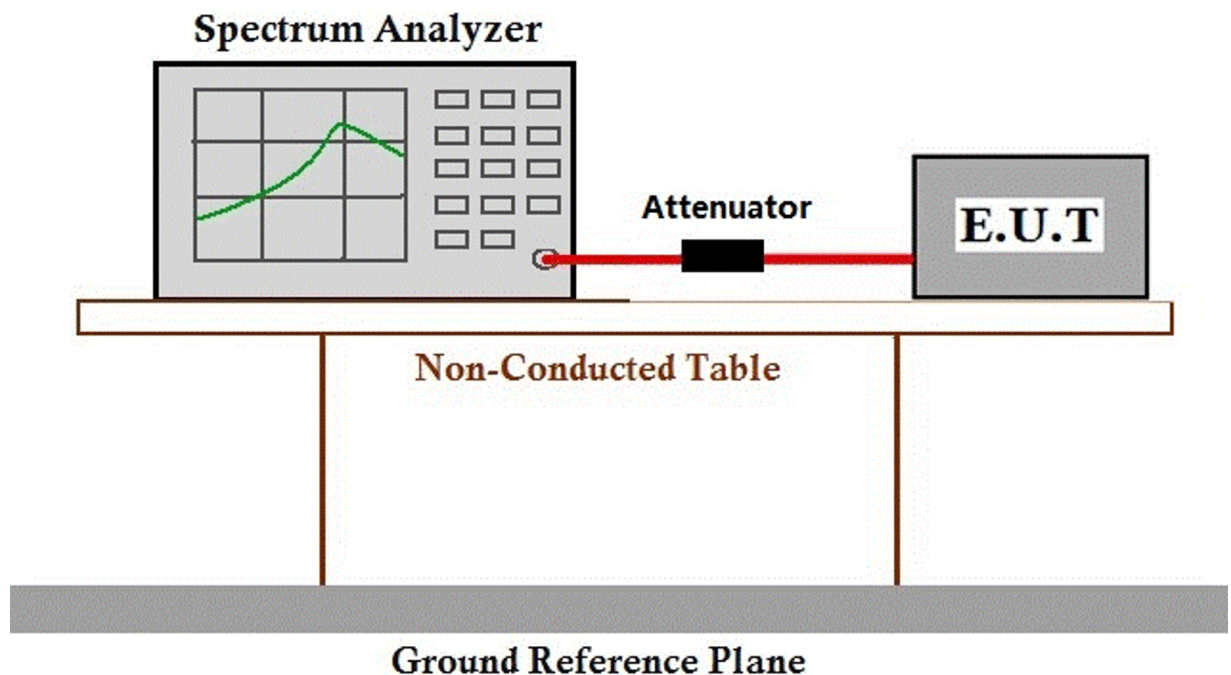 Spectrum Analyzer
Attenuator
E.U.T
Non-Conducted Table
Ground Reference Plane